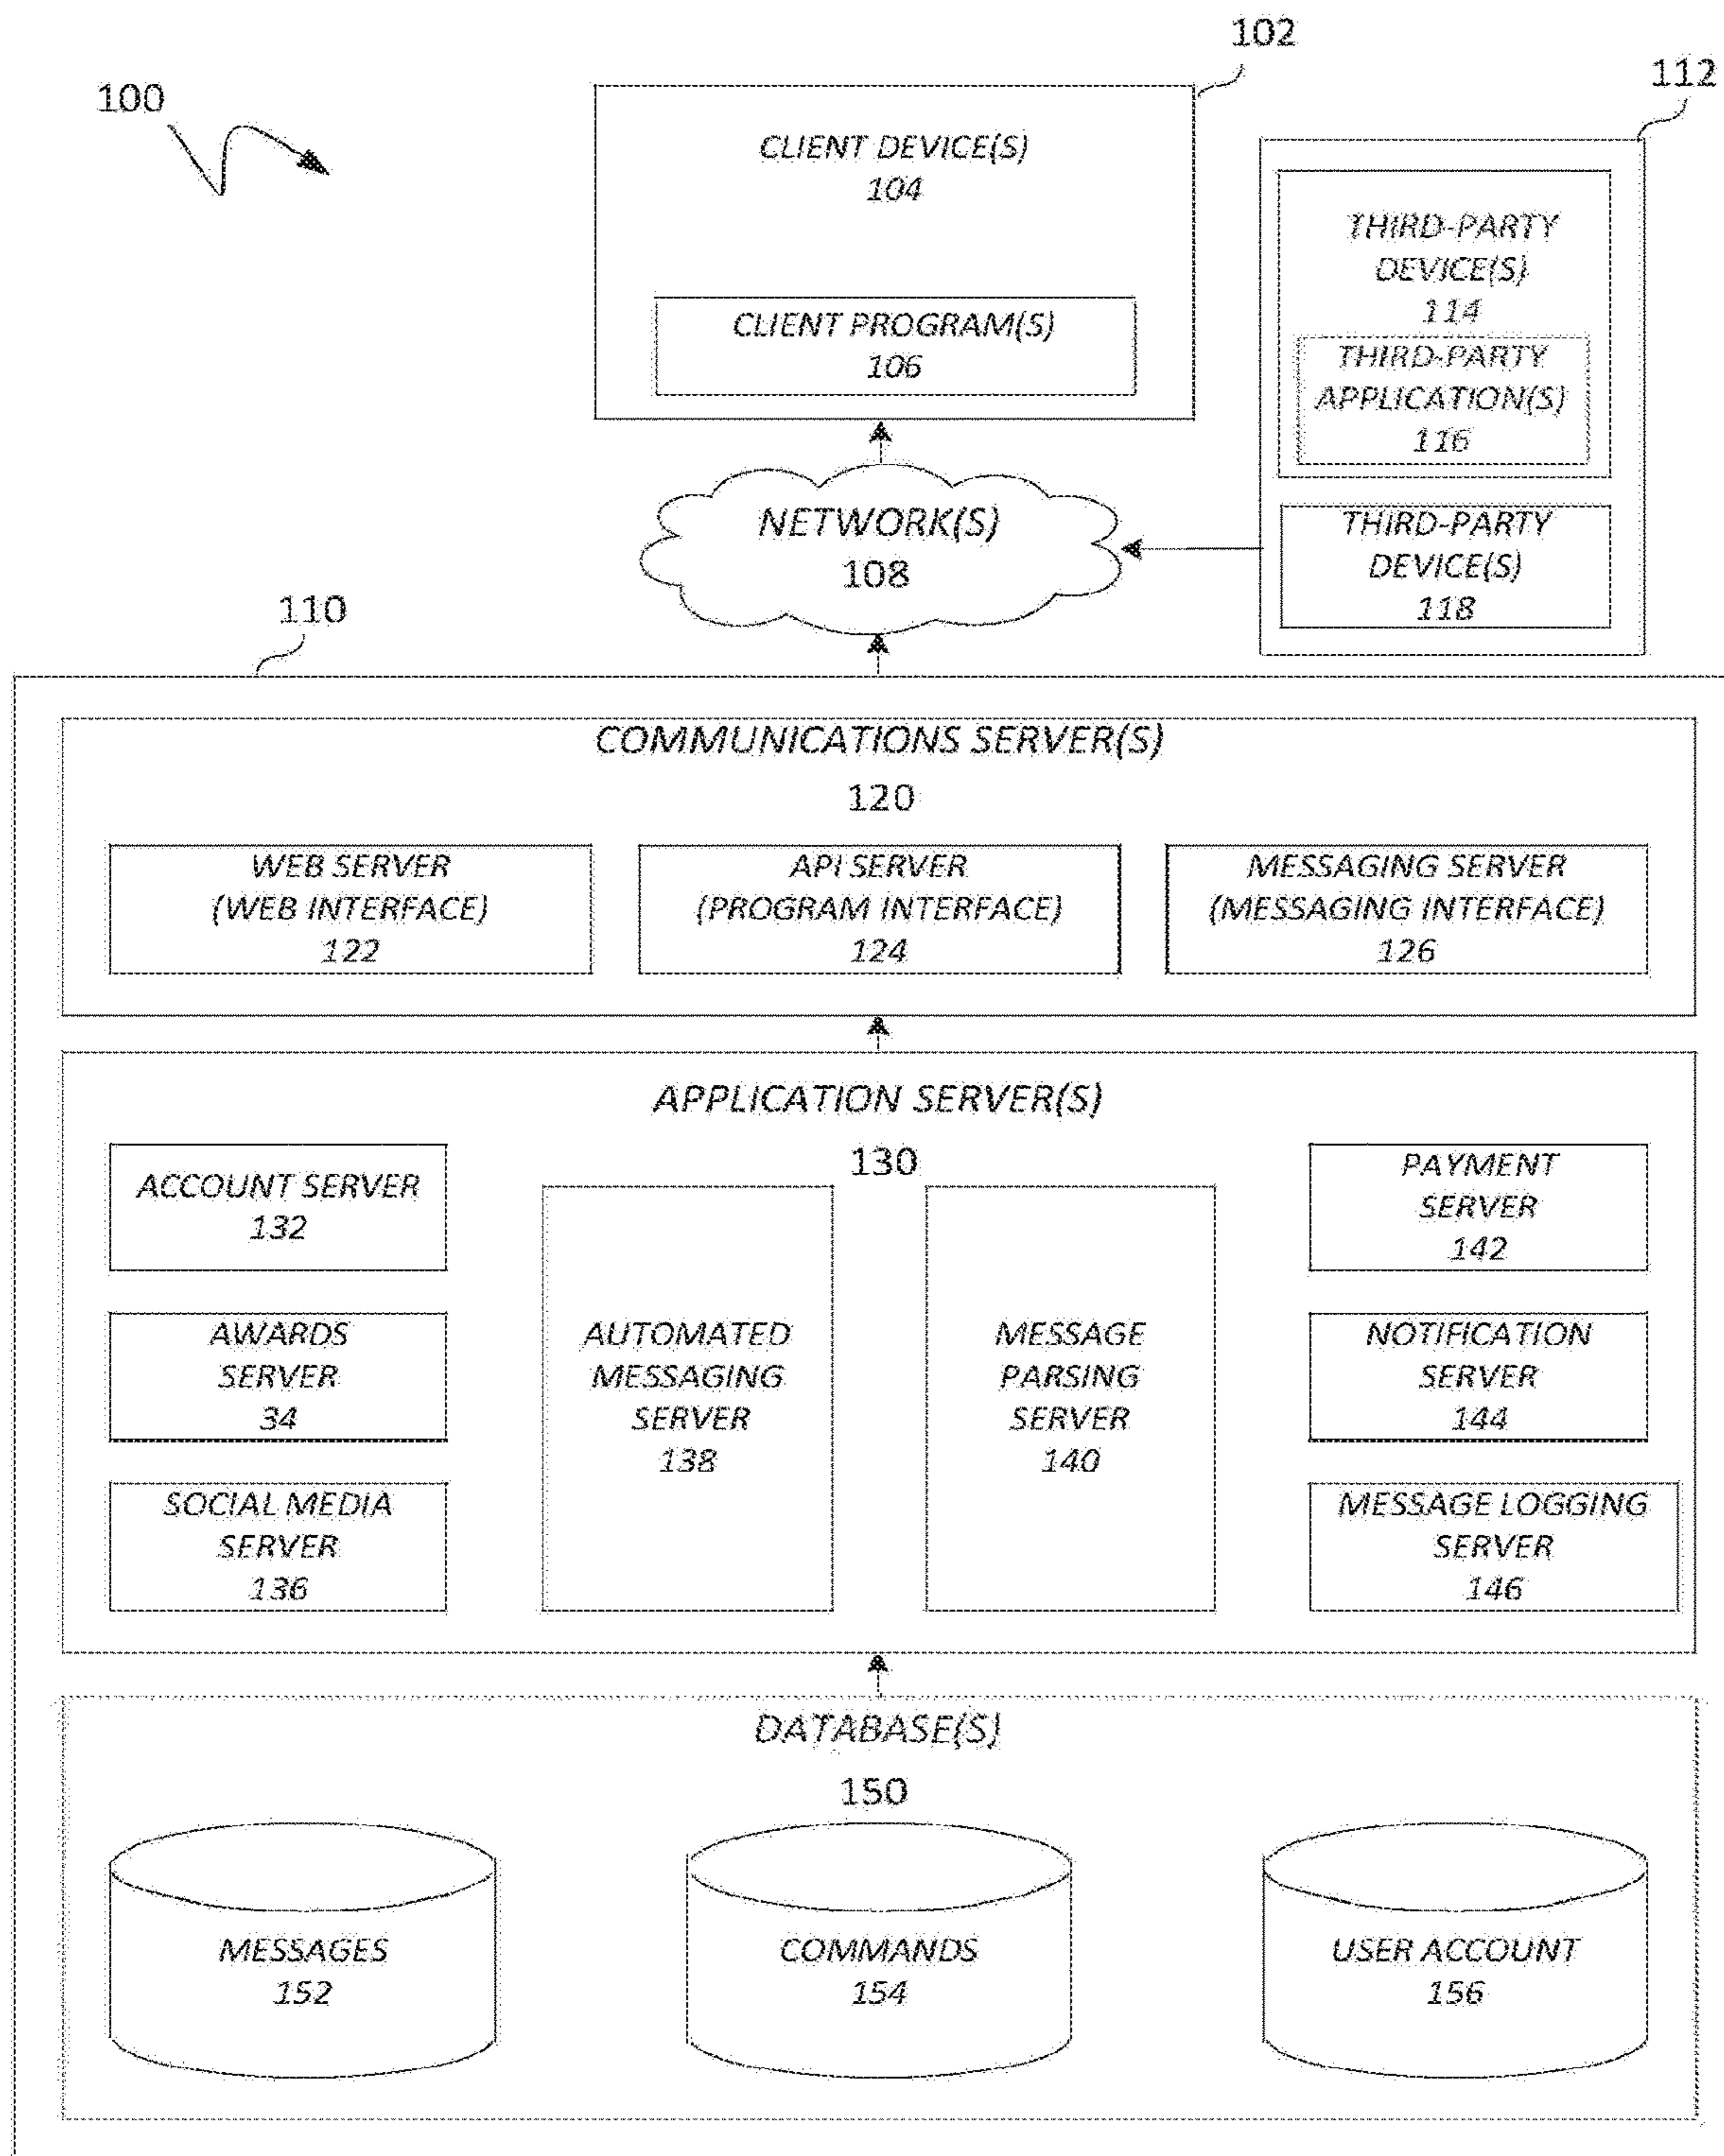 102
112
100
CLIENT DEVICE(S)
104
CLIENT PROGRAM(S)
106
THIRD-PARTY
DEVICE(S)
114
THIRD-PARTY
APPLICATION(S)
116
THIRD-PARTY
DEVICE(S)
118
NETWORK(S)
108
110
COMMUNICATIONS SERVER(S)
120
WEB SERVER
(WEB INTERFACE)
122
API SERVER
(PROGRAM INTERFACE)
124
MESSAGING SERVER
(MESSAGING INTERFACE)
126
APPLICATION SERVER(S)
130
ACCOUNT SERVER
132
AWARDS
SERVER
34
SOCIAL MEDIA
SERVER
136
AUTOMATED
MESSAGING
SERVER
138
MESSAGE
PARSING
SERVER
140
PAYMENT
SERVER
142
NOTIFICATION
SERVER
144
MESSAGE LOGGING
SERVER
146
DATABASE(S)
150
MESSAGES
152
COMMANDS
154
USER ACCOUNT
156